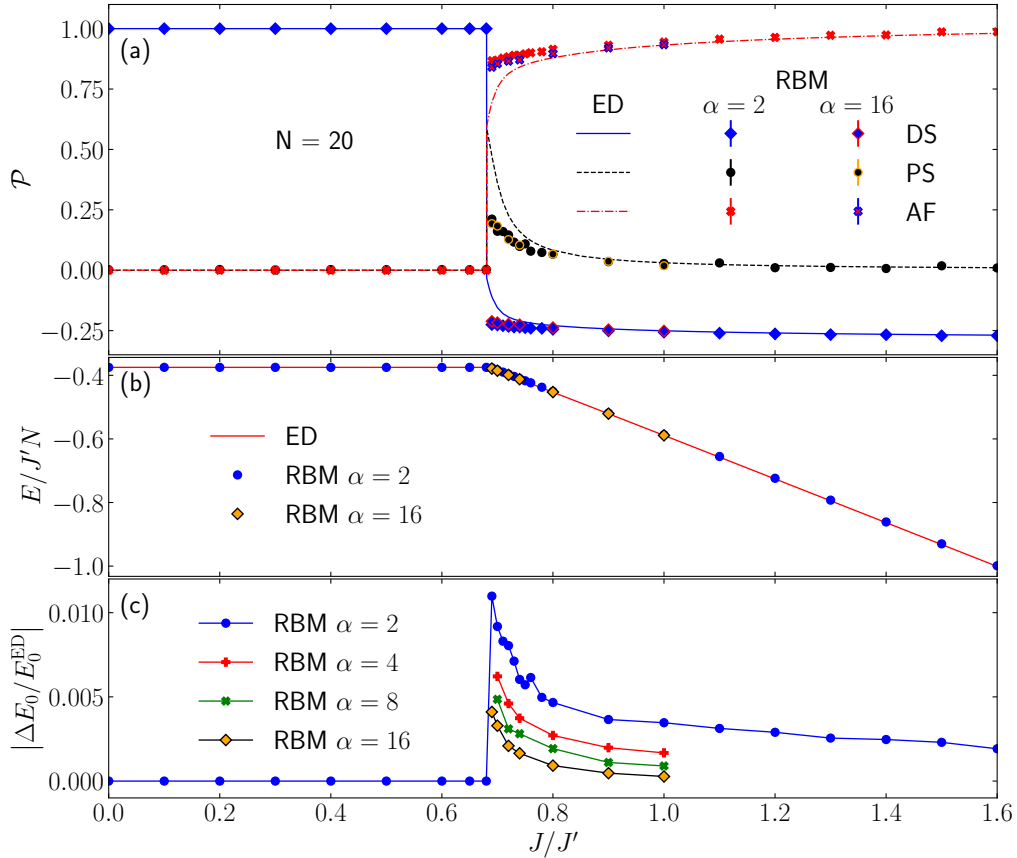 (a)
1.00
0.75
0.50
0.25
0.00
−0.25
𝒫
N = 20
RBM
ED α = 2 α = 16
DS
PS
AF
(b)
−0.4
−0.6
−0.8
−1.0
E/J′N
ED
RBM α = 2
RBM α = 16
(c)
0.010
0.005
0.000
|ΔE₀/E₀ᴱᴰ|
RBM α = 2
RBM α = 4
RBM α = 8
RBM α = 16
0.0 0.2 0.4 0.6 0.8 1.0 1.2 1.4 1.6
J/J′